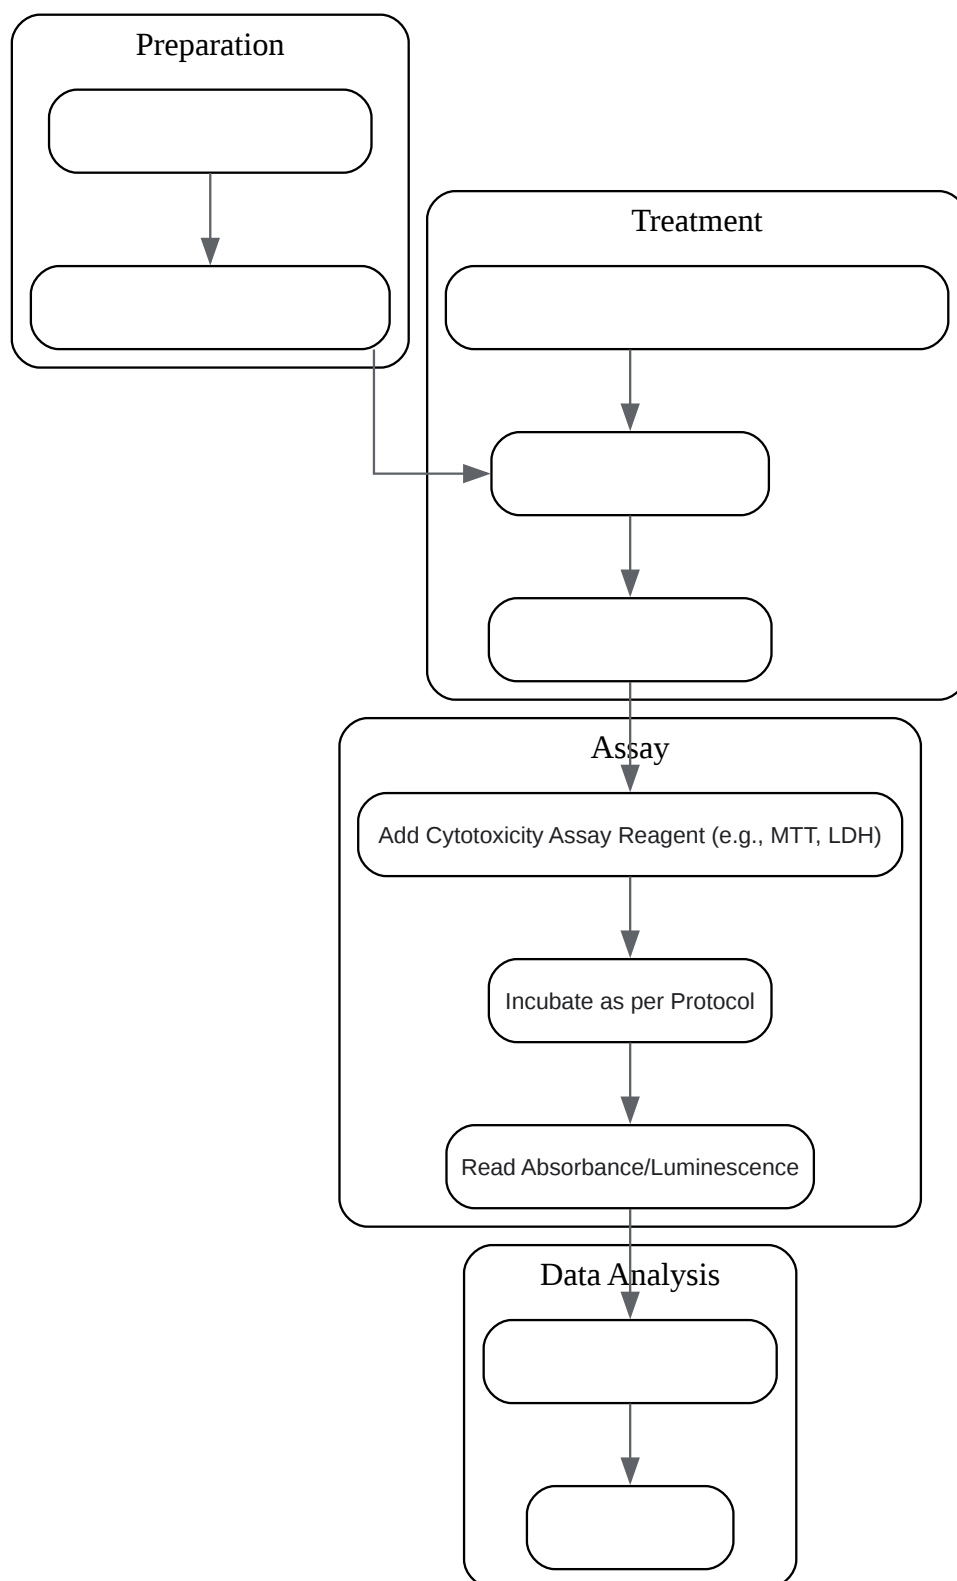 Preparation
Treatment
Assay
Add Cytotoxicity Assay Reagent (e.g., MTT, LDH)
Incubate as per Protocol
Read Absorbance/Luminescence
Data Analysis